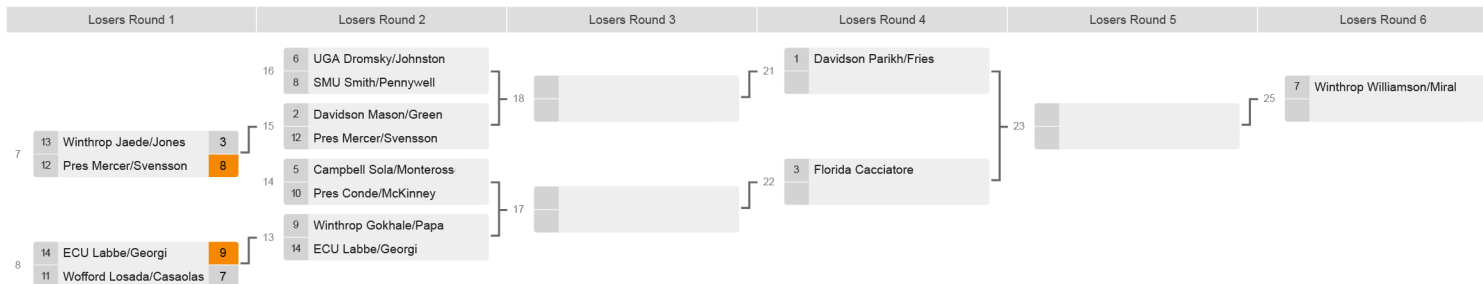 Losers Round 1
Losers Round 2
Losers Round 3
Losers Round 4
Losers Round 5
Losers Round 6
7
13 Winthrop Jaede/Jones 3
12 Pres Mercer/Svensson 8
8
14 ECU Labbe/Georgi 9
11 Wofford Losada/Casaolas 7
16
6 UGA Dromsky/Johnston
8 SMU Smith/Pennywell
15
2 Davidson Mason/Green
12 Pres Mercer/Svensson
14
5 Campbell Sola/Monteross
10 Pres Conde/McKinney
13
9 Winthrop Gokhale/Papa
14 ECU Labbe/Georgi
18
17
21
1 Davidson Parikh/Fries
22
3 Florida Cacciatore
23
25
7 Winthrop Williamson/Miral